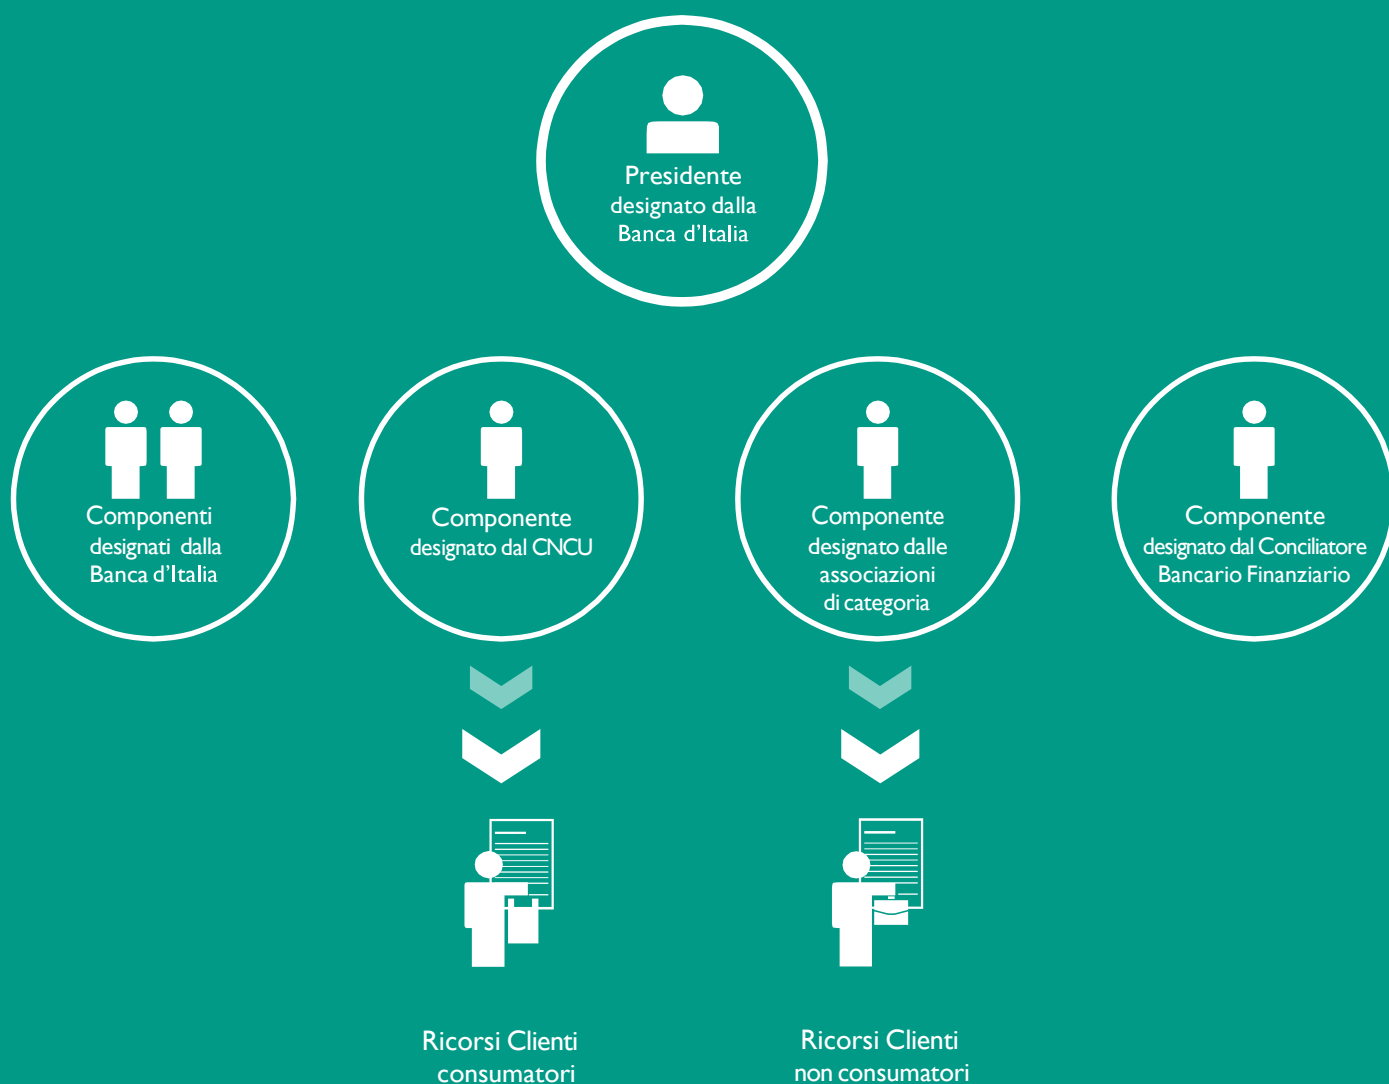 Presidente
designato dalla
Banca d'Italia
Componenti
designati dalla
Banca d'Italia
Componente
designato dal CNCU
Componente
designato dalle
associazioni
di categoria
Componente
designato dal Conciliatore
Bancario Finanziario
Ricorsi Clienti
consumatori
Ricorsi Clienti
non consumatori